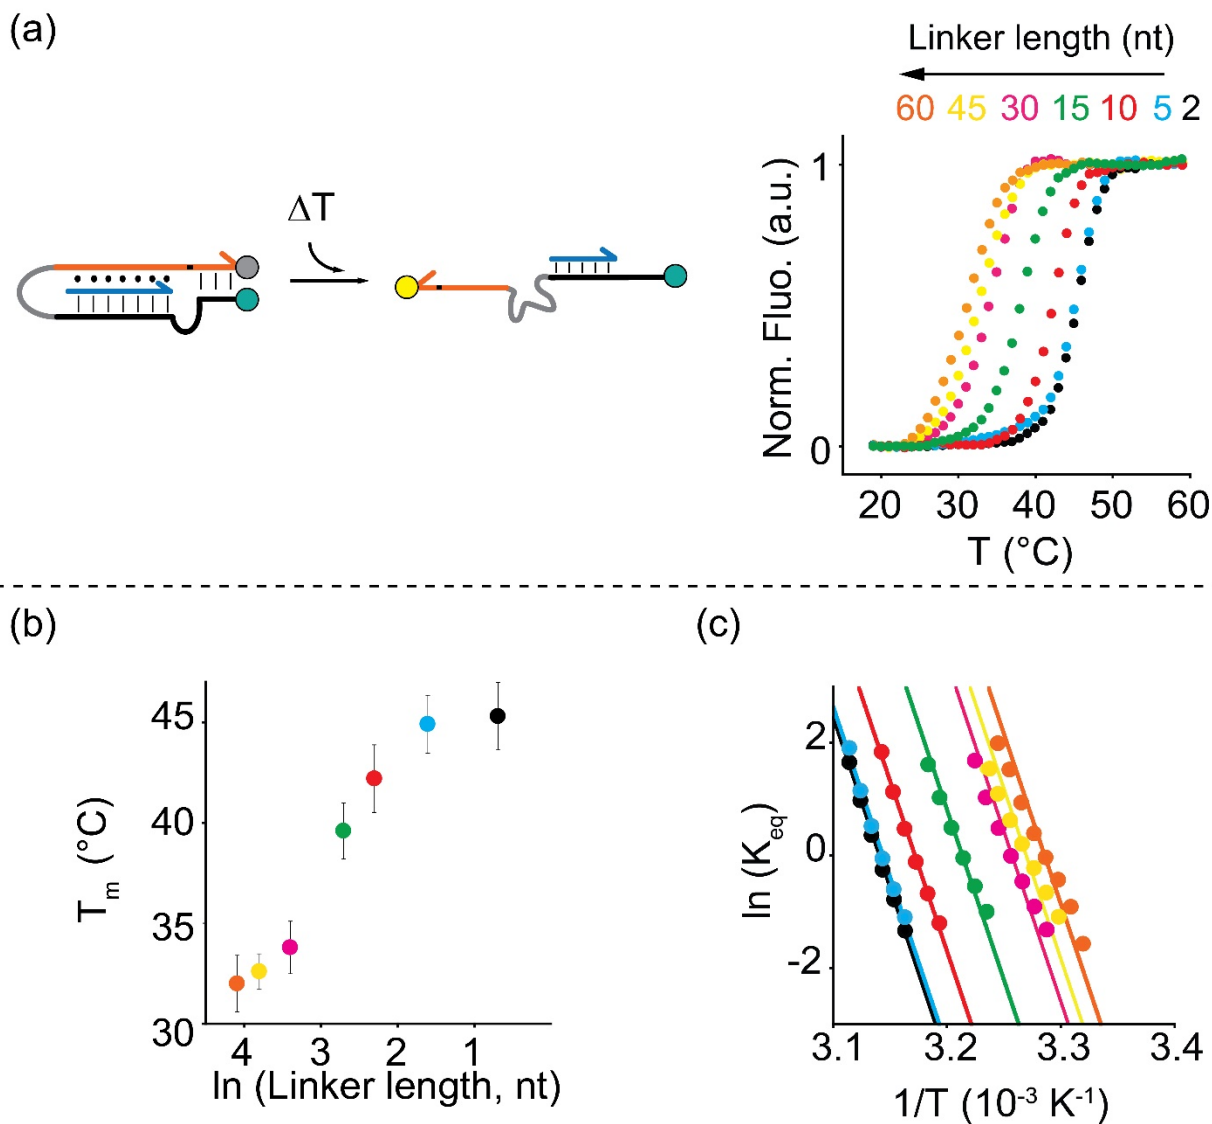 (a)
Linker length (nt)
60 45 30 15 10 5 2
ΔT
Norm. Fluo. (a.u.)
1
0
20 30 40 50 60
T (°C)
(b)
(c)
Tm (°C)
45
40
35
30
4 3 2 1
ln (Linker length, nt)
ln (Keq)
2
0
-2
3.1 3.2 3.3 3.4
1/T (10-3 K-1)